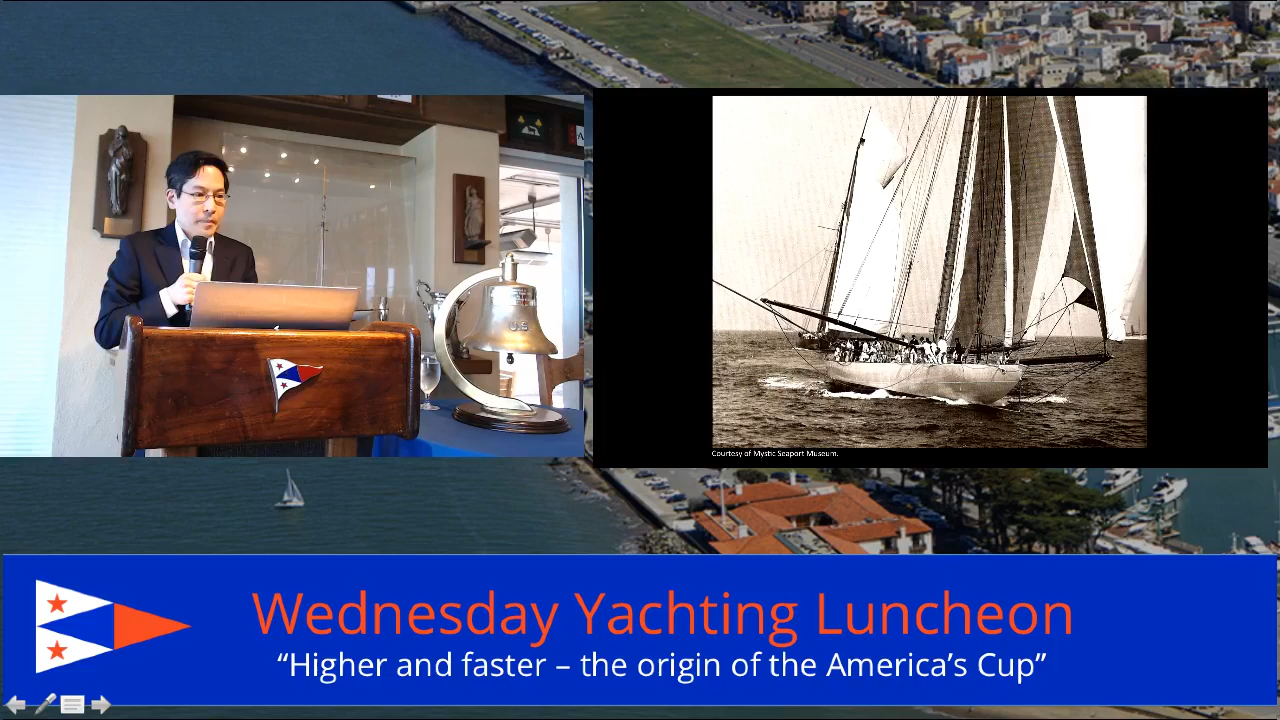 U.S
Courtesy of Mystic Seaport Museum.
Wednesday Yachting Luncheon
“Higher and faster – the origin of the America’s Cup”